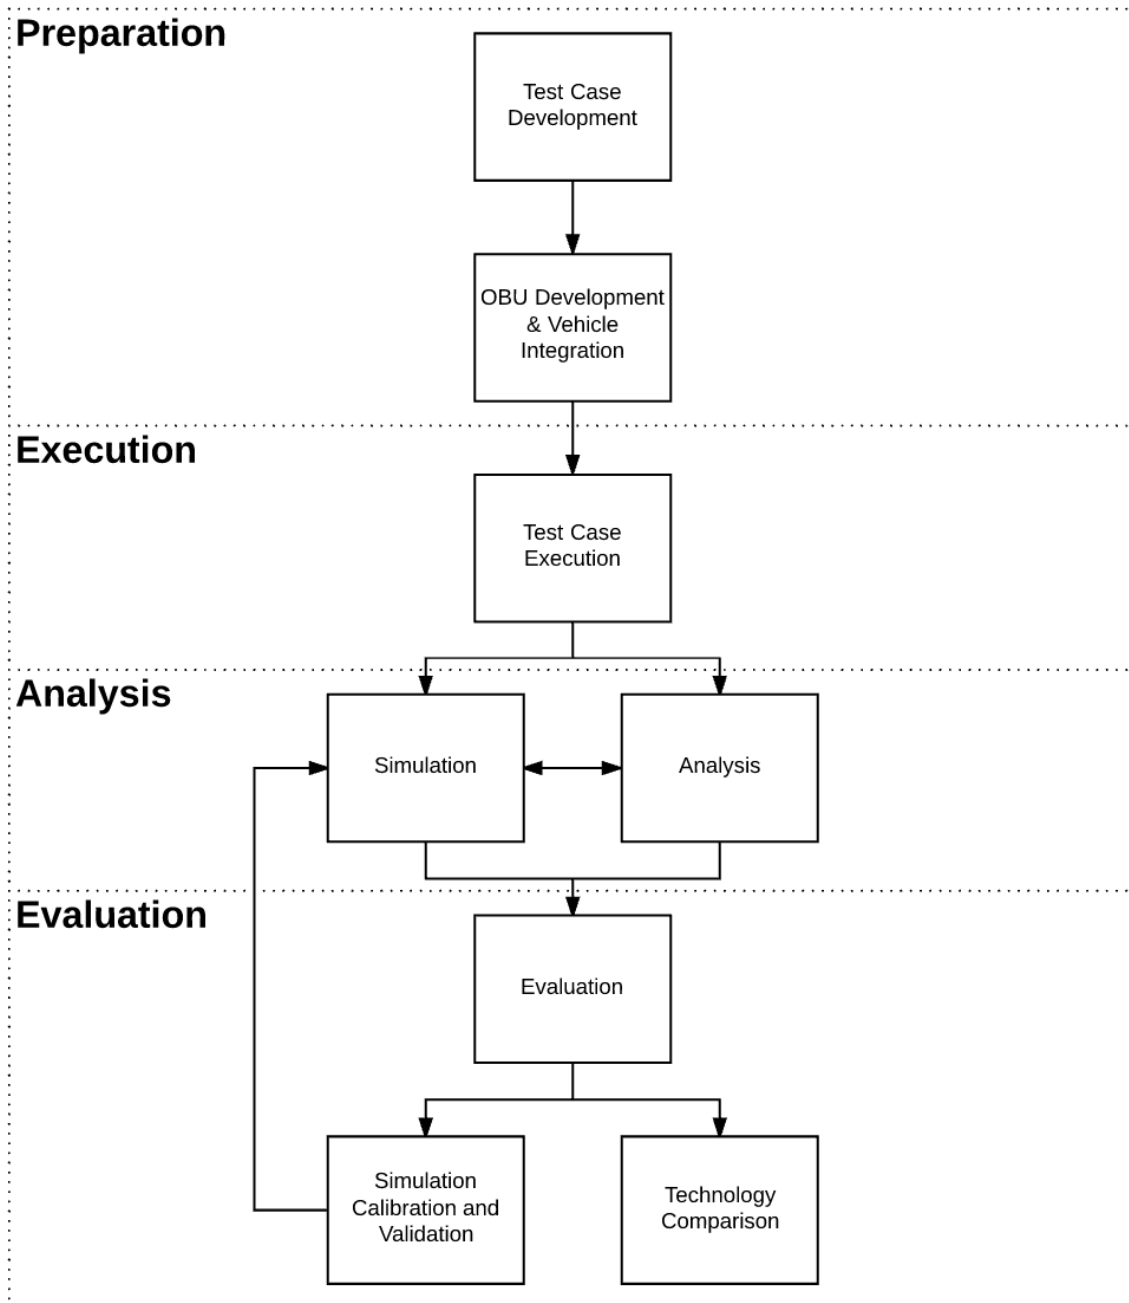 Preparation
Test Case
Development
OBU Development
& Vehicle
Integration
Execution
Test Case
Execution
Analysis
Simulation
Analysis
Evaluation
Evaluation
Simulation
Calibration and
Validation
Technology
Comparison